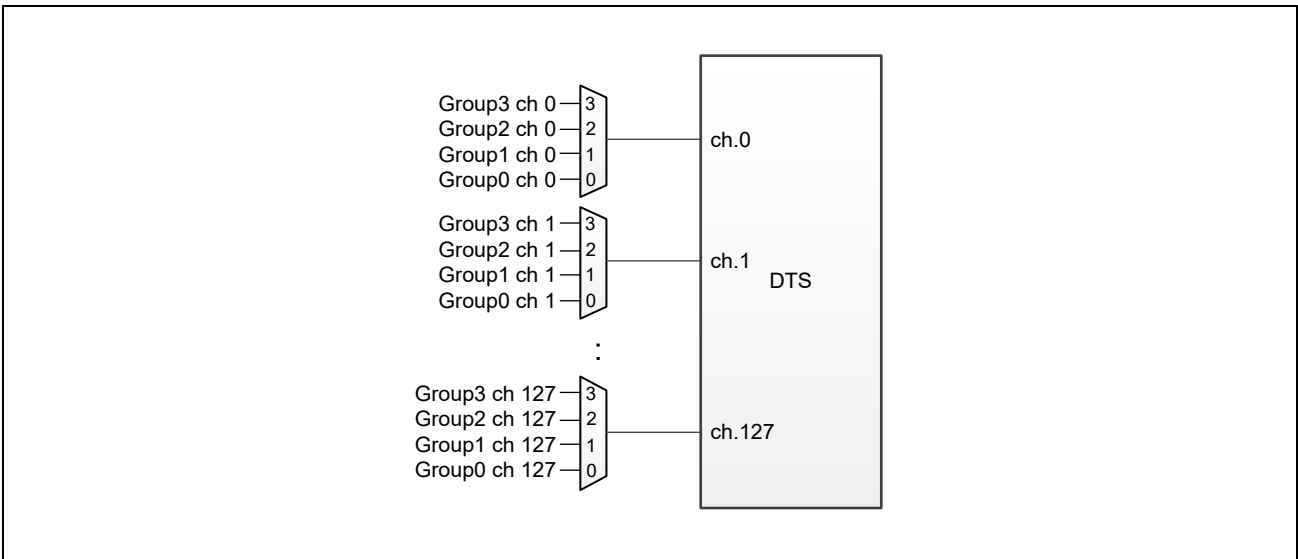 Group3 ch 0 3
Group2 ch 0 2
ch.0
Group1 ch 0 1
Group0 ch 0 0
Group3 ch 1 3
Group2 ch 1 2
ch.1
Group1 ch 1 1
DTS
Group0 ch 1 0
:
Group3 ch 127 3
Group2 ch 127 2
ch.127
Group1 ch 127 1
Group0 ch 127 0